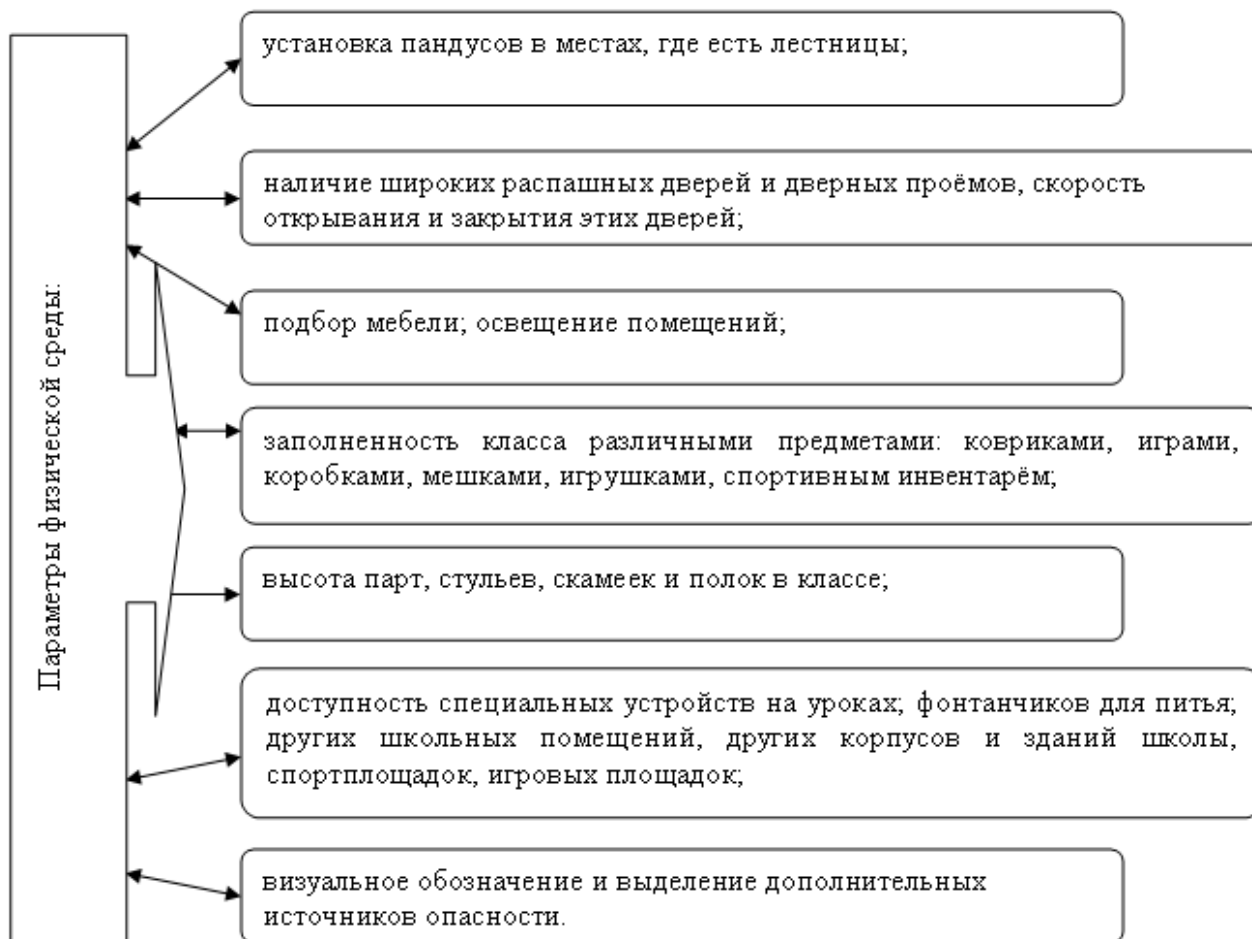 Параметры физической среды:
установка пандусов в местах, где есть лестницы;
наличие широких распашных дверей и дверных проёмов, скорость
открывания и закрытия этих дверей;
подбор мебели; освещение помещений;
заполненность класса различными предметами: ковриками, играми,
коробками, мешками, игрушками, спортивным инвентарём;
высота парт, стульев, скамеек и полок в классе;
доступность специальных устройств на уроках; фонтанчиков для питья;
других школьных помещений, других корпусов и зданий школы,
спортплощадок, игровых площадок;
визуальное обозначение и выделение дополнительных
источников опасности.